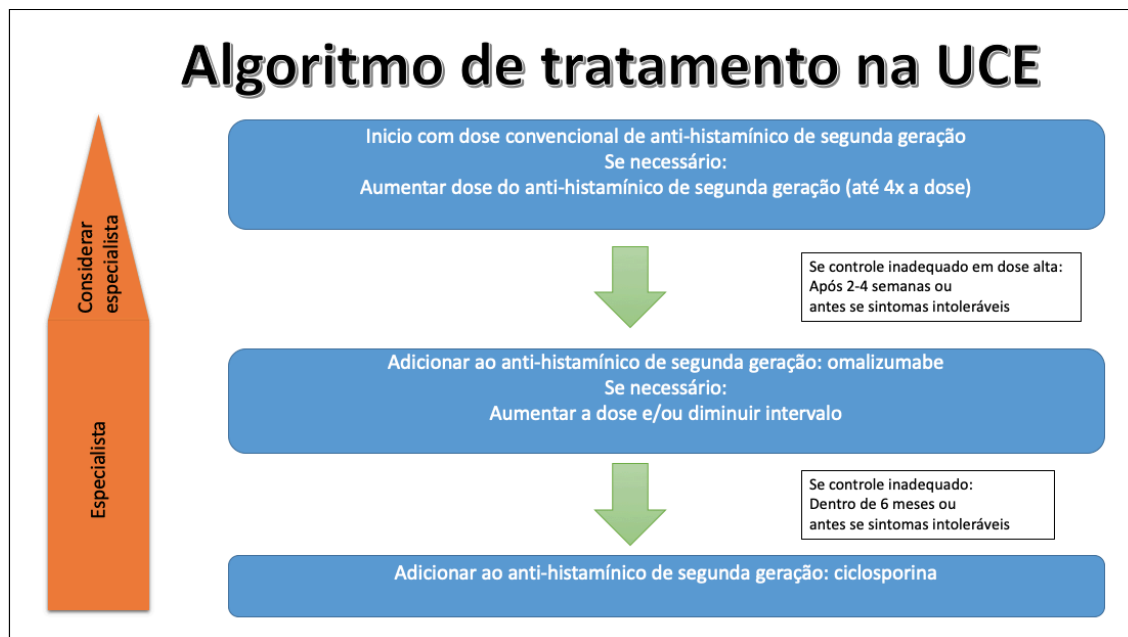 Algoritmo de tratamento na UCE
Inicio com dose convencional de anti-histamínico de segunda geração
Se necessário:
Aumentar dose do anti-histamínico de segunda geração (até 4x a dose)
Considerar
especialista
Se controle inadequado em dose alta:
Após 2-4 semanas ou
antes se sintomas intoleráveis
Adicionar ao anti-histamínico de segunda geração: omalizumabe
Se necessário:
Aumentar a dose e/ou diminuir intervalo
Especialista
Se controle inadequado:
Dentro de 6 meses ou
antes se sintomas intoleráveis
Adicionar ao anti-histamínico de segunda geração: ciclosporina